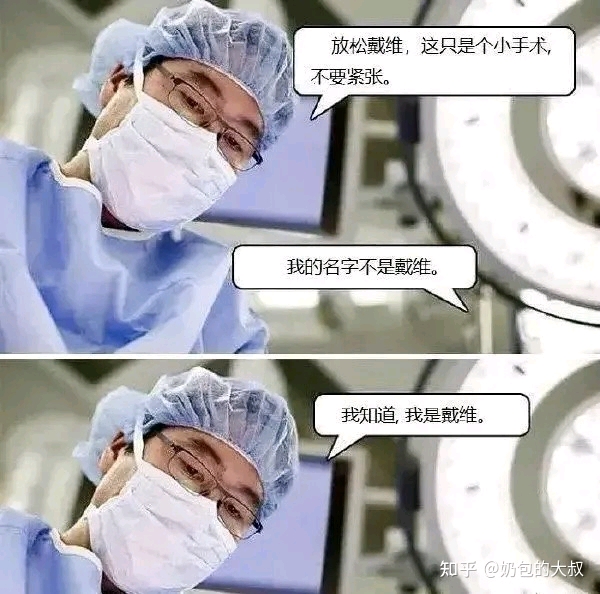 放松戴维，这只是个小手术,
不要紧张。
我的名字不是戴维。
我知道, 我是戴维。
知乎 @奶包的大叔